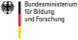 Bundesministerium
für Bildung
und Forschung